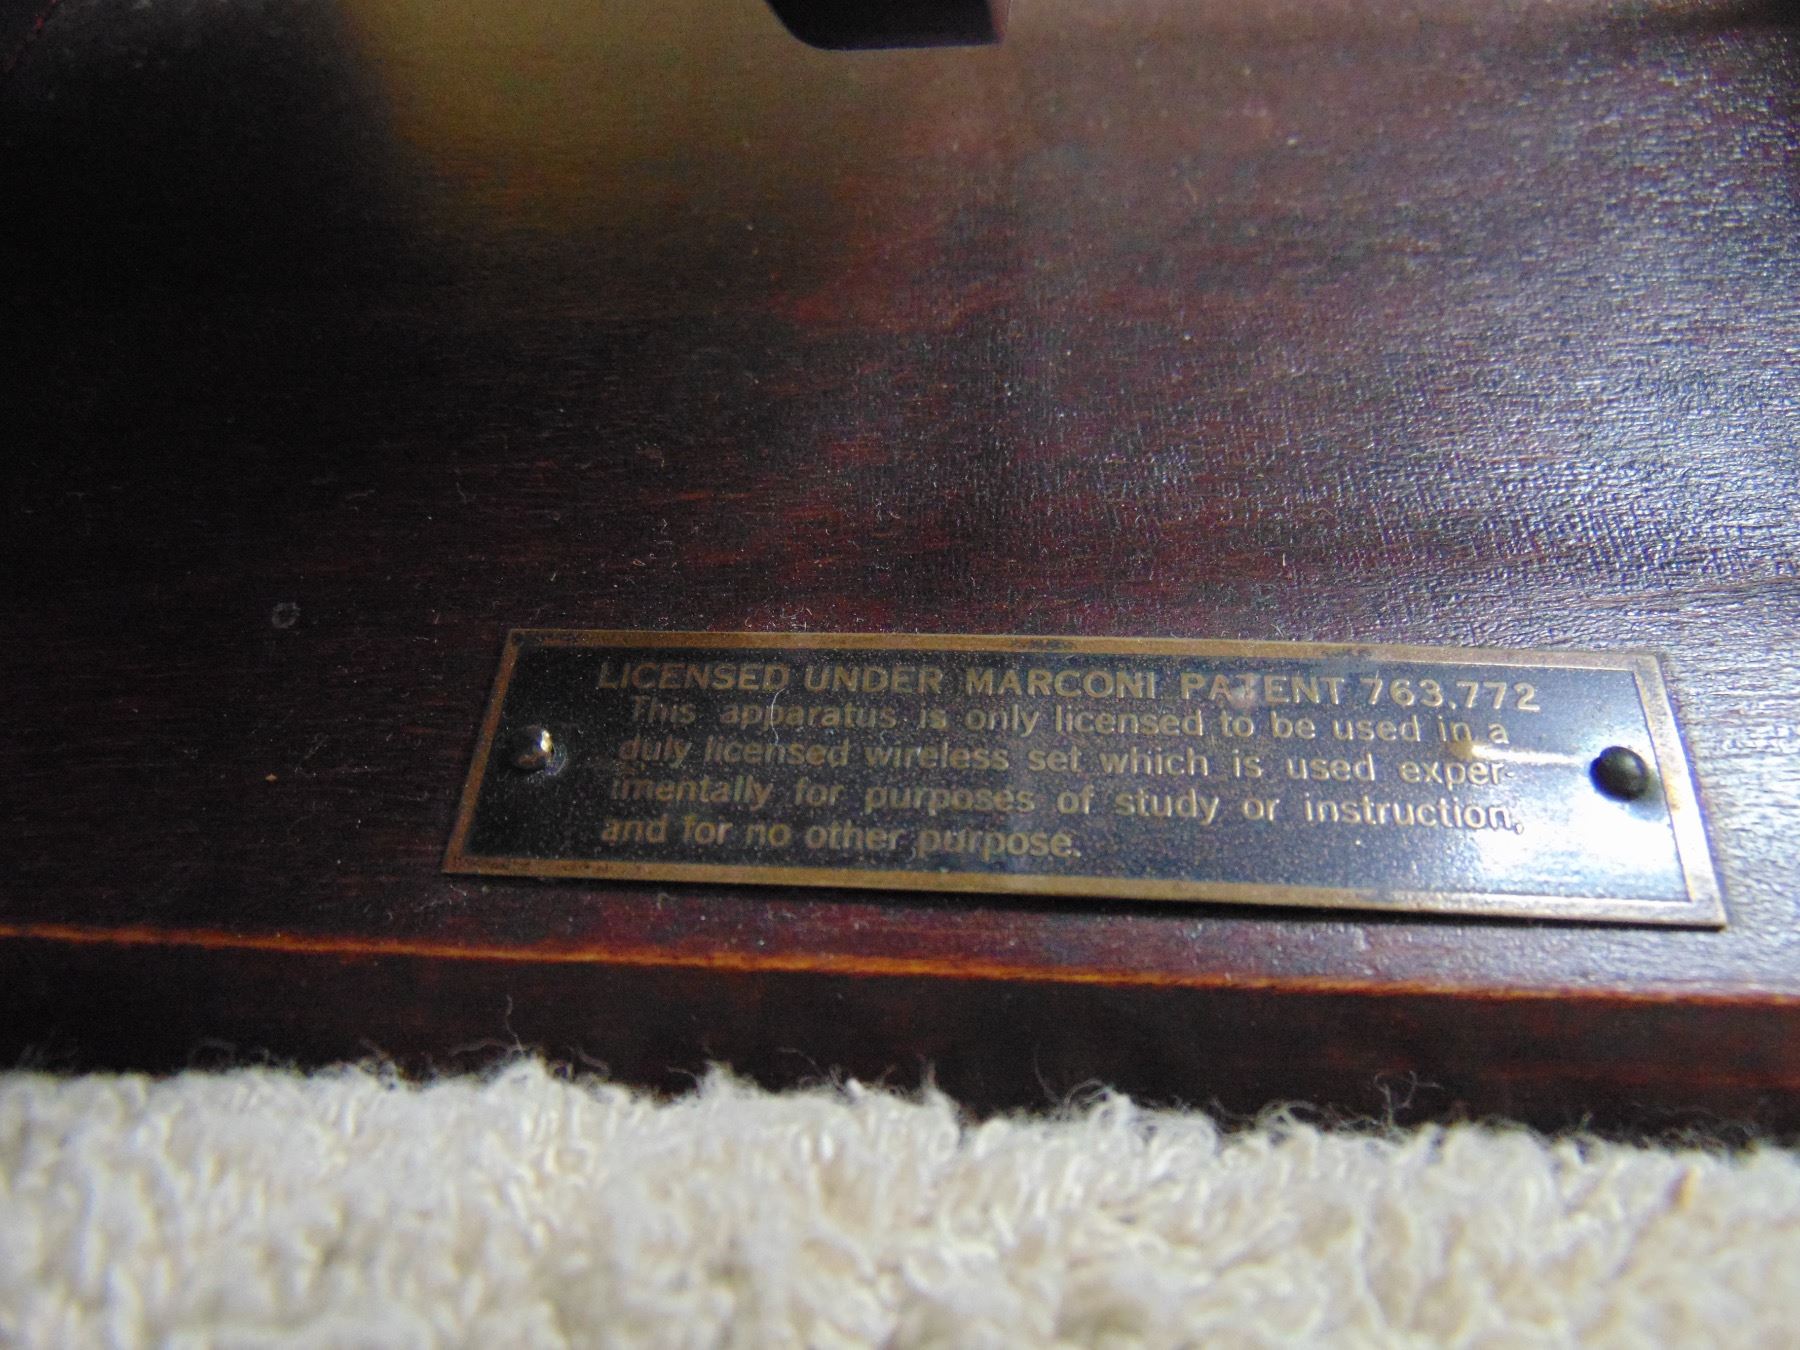 LICENSED UNDER MARCONI PATENT 763,772
This apparatus is only licensed to be used in a
duly licensed wireless set which is used exper-
imentally for purposes of study or instruction,
and for no other purpose.